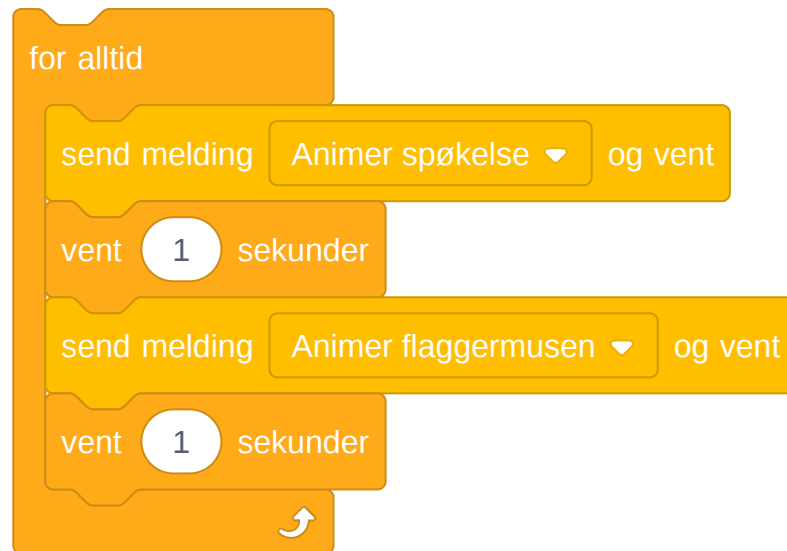 for alltid
send melding Animer spøkelse og vent
vent 1 sekunder
send melding Animer flaggermusen og vent
vent 1 sekunder